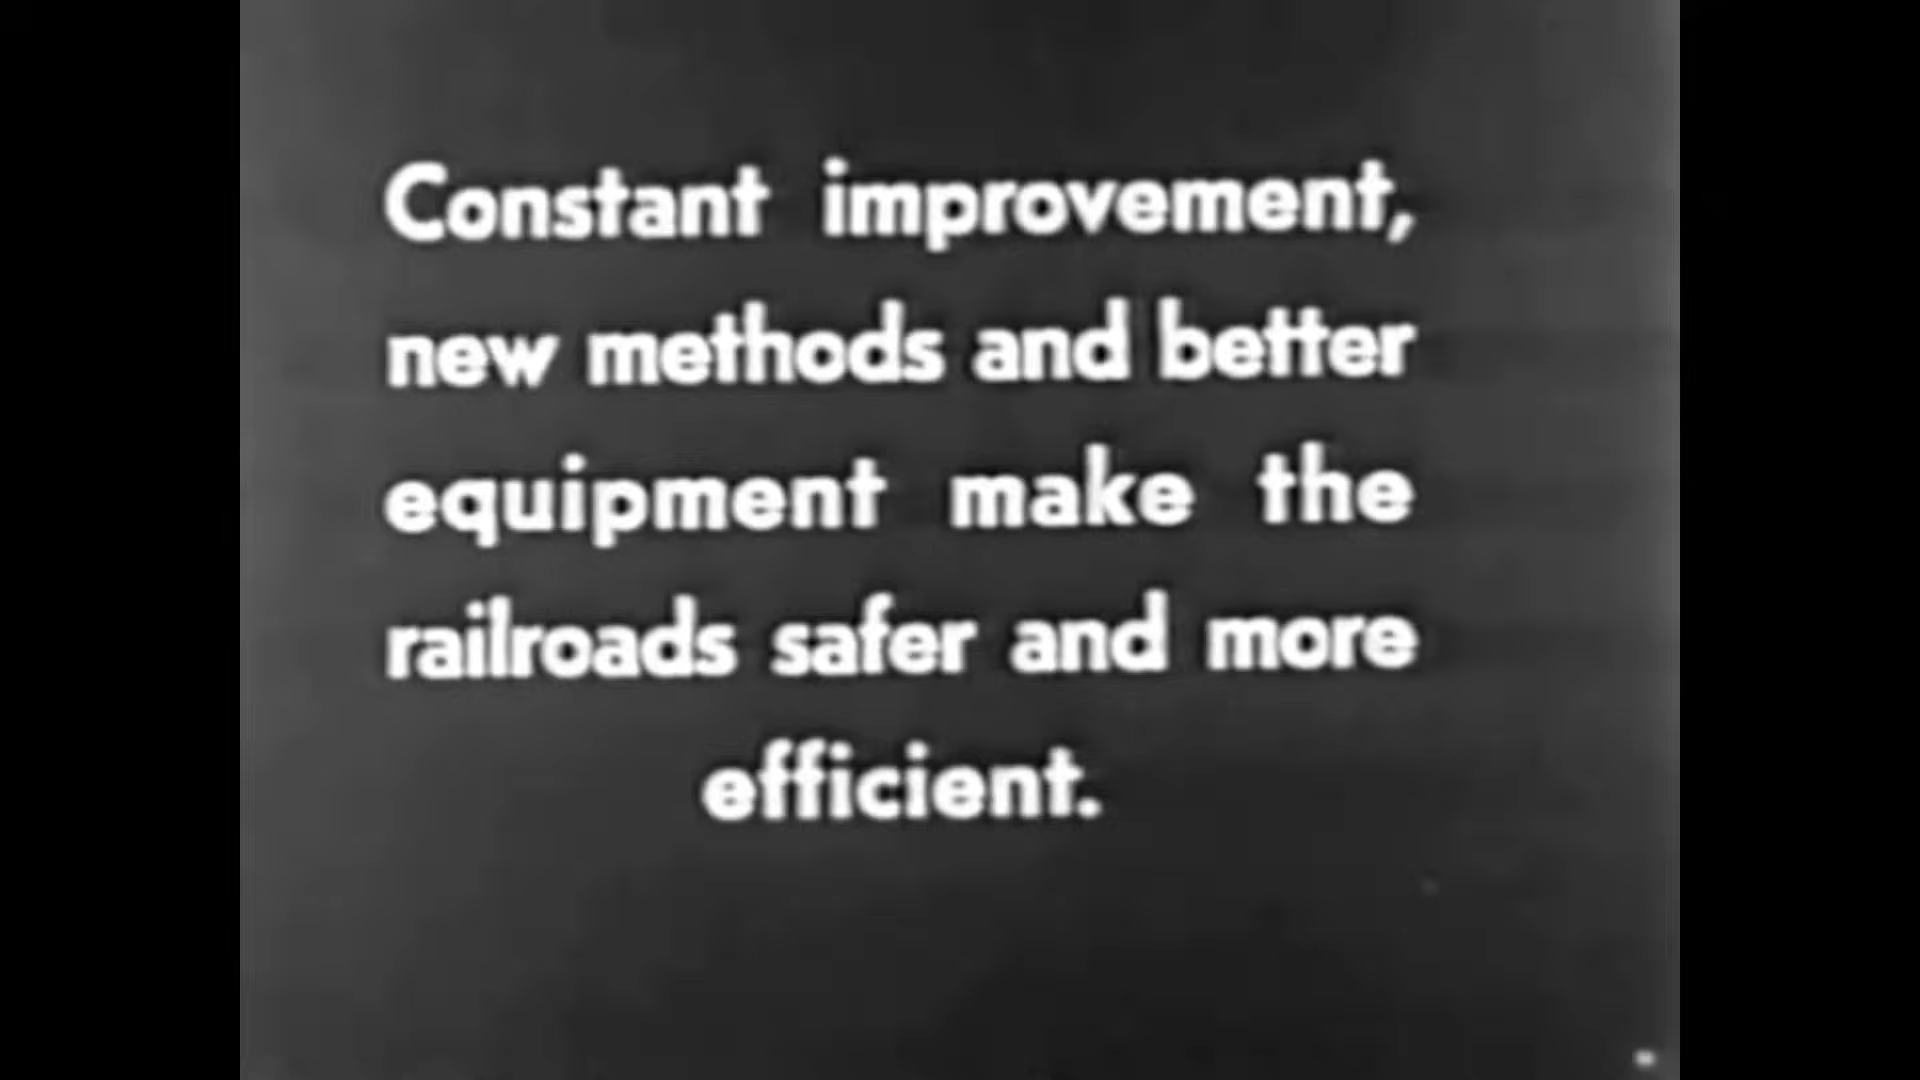 Constant improvement,
new methods and better
equipment make the
railroads safer and more
efficient.